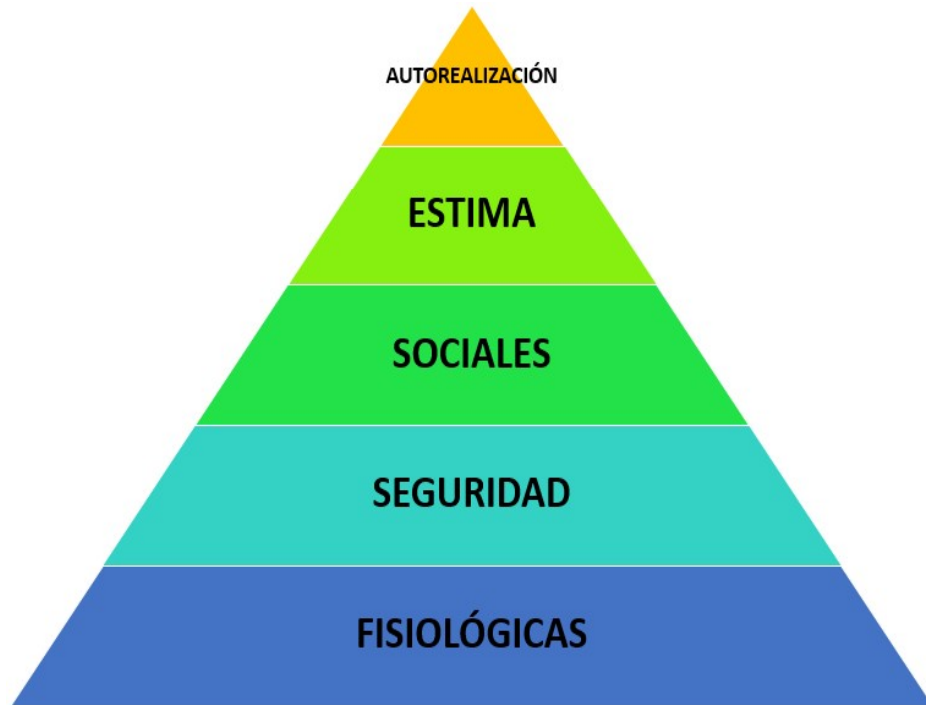 AUTOREALIZACIÓN
ESTIMA
SOCIALES
SEGURIDAD
FISIOLÓGICAS